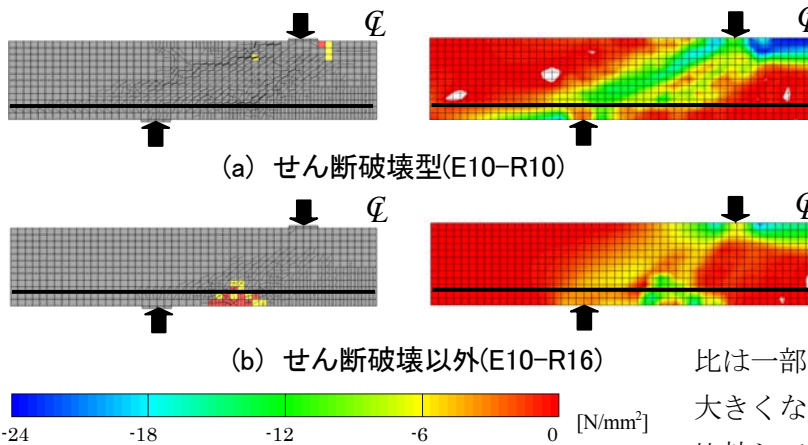 ℄
℄
(a) せん断破壊型(E10-R10)
℄
℄
(b) せん断破壊以外(E10-R16)
比は一部
大きくな
-24 -18 -12 -6 0 [N/mm²]